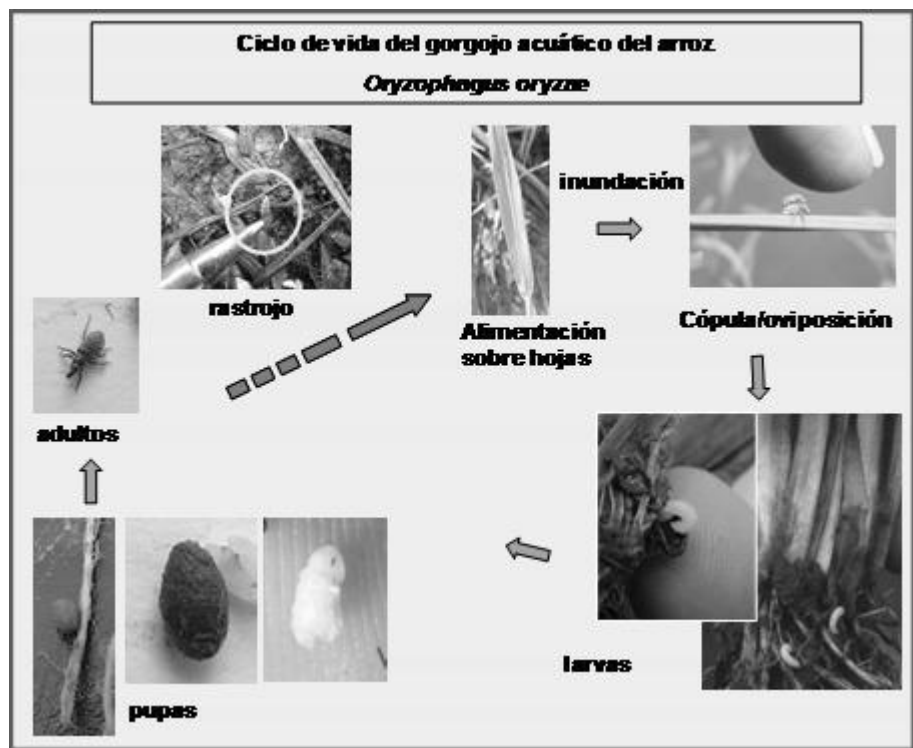 Ciclo de vida del gorgojo acuático del arroz
Oryzophagus oryzae
inundación
rastrojo
Alimentación
sobre hojas
Cópula/oviposición
adultos
larvas
pupas